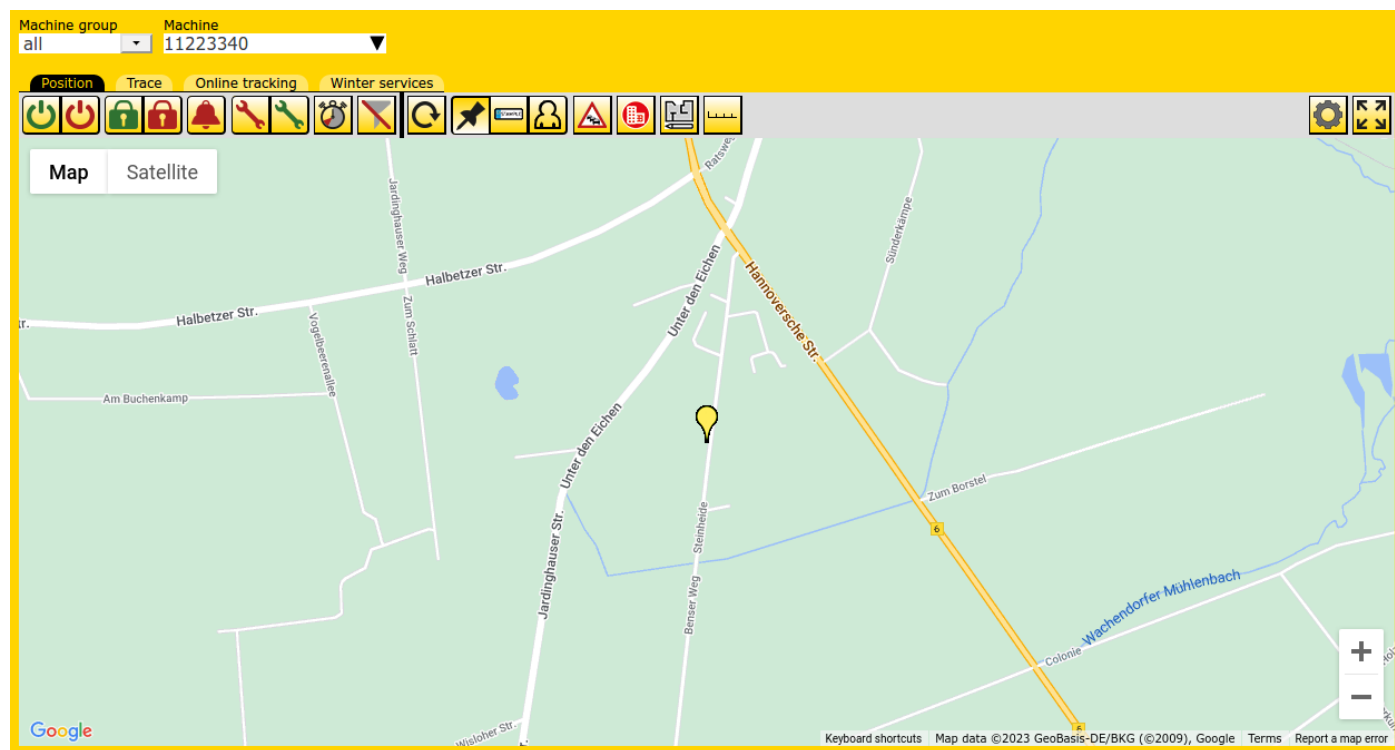 Machine group
Machine
all
11223340
Position
Trace
Online tracking
Winter services
Map
Satellite
Ratswe
Jardinghauser Weg
Sünderkämpe
Halbetzer Str.
Unter den Eichen
Hannoversche Str.
Zum Schlatt
Halbetzer Str.
Vogelbeerenallee
r.
Am Buchenkamp
Unter den Eichen
Zum Borstel
Steinheide
6
Jardinghauser Str.
Benser Weg
Wachendorfer Mühlenbach
Colonie
Wisloher Str.
6
Google
Keyboard shortcuts
Map data ©2023 GeoBasis-DE/BKG (©2009), Google
Terms
Report a map error